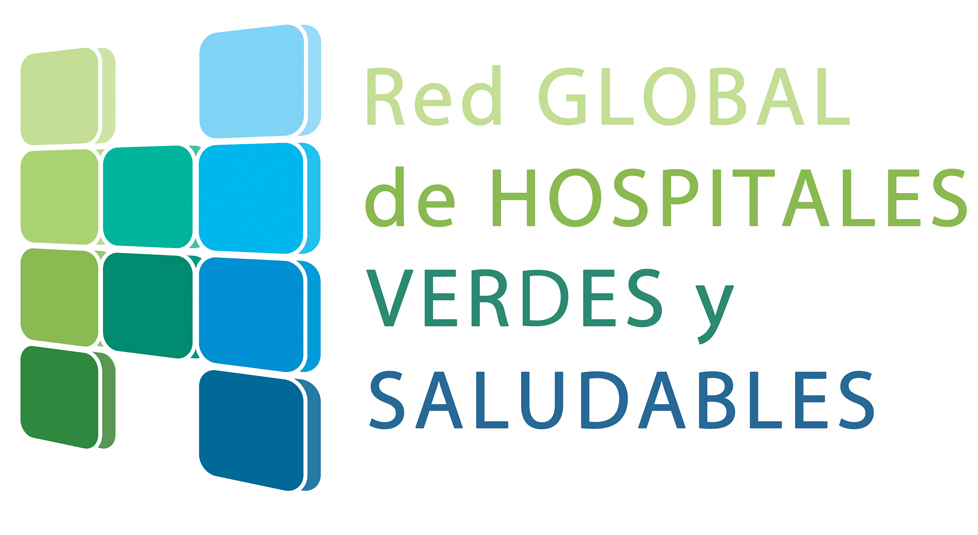 Red GLOBAL
de HOSPITALES
VERDES y
SALUDABLES